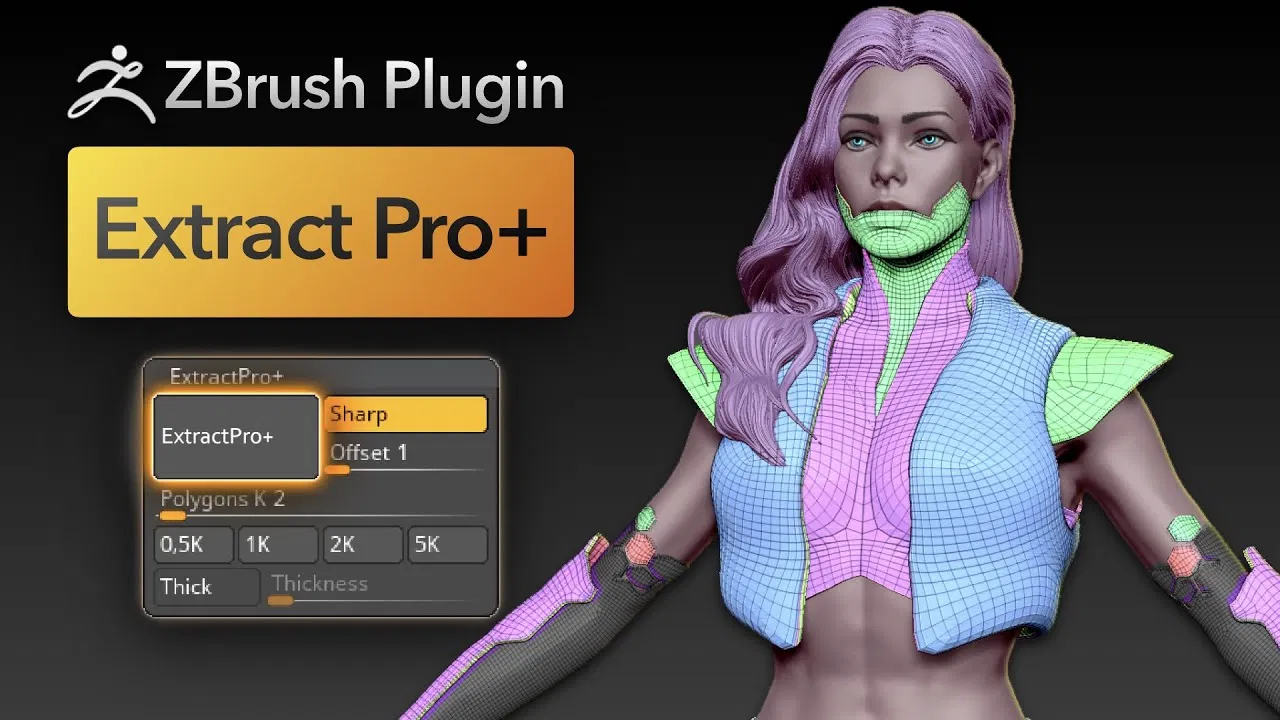 ZBrush Plugin
Extract Pro+
ExtractPro+
ExtractPro+
Sharp
Offset 1
Polygons K 2
0,5K 1K 2K 5K
Thick Thickness